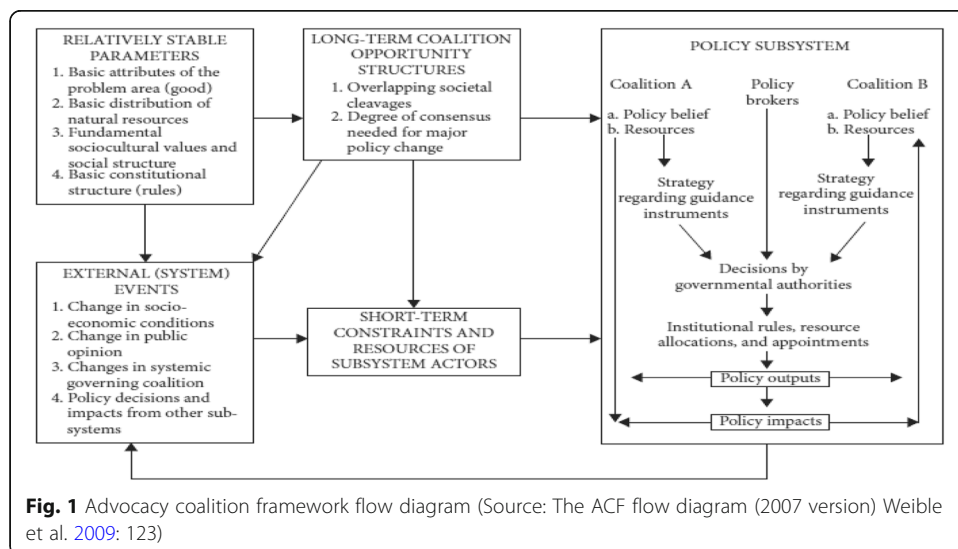 RELATIVELY STABLE
PARAMETERS
1. Basic attributes of the
problem area (good)
2. Basic distribution of
natural resources
3. Fundamental
sociocultural values and
social structure
4. Basic constitutional
structure (rules)
LONG-TERM COALITION
OPPORTUNITY
STRUCTURES
1. Overlapping societal
cleavages
2. Degree of consensus
needed for major
policy change
EXTERNAL (SYSTEM)
EVENTS
1. Change in socio-
economic conditions
2. Change in public
opinion
3. Changes in systemic
governing coalition
4. Policy decisions and
impacts from other sub-
systems
SHORT-TERM
CONSTRAINTS AND
RESOURCES OF
SUBSYSTEM ACTORS
POLICY SUBSYSTEM
Coalition A
a. Policy belief
b. Resources
Strategy
regarding guidance
instruments
Policy
brokers
Coalition B
a. Policy belief
b. Resources
Strategy
regarding guidance
instruments
Decisions by
governmental authorities
Institutional rules, resource
allocations, and appointments
Policy outputs
Policy impacts
Fig. 1 Advocacy coalition framework flow diagram (Source: The ACF flow diagram (2007 version) Weible
et al. 2009: 123)